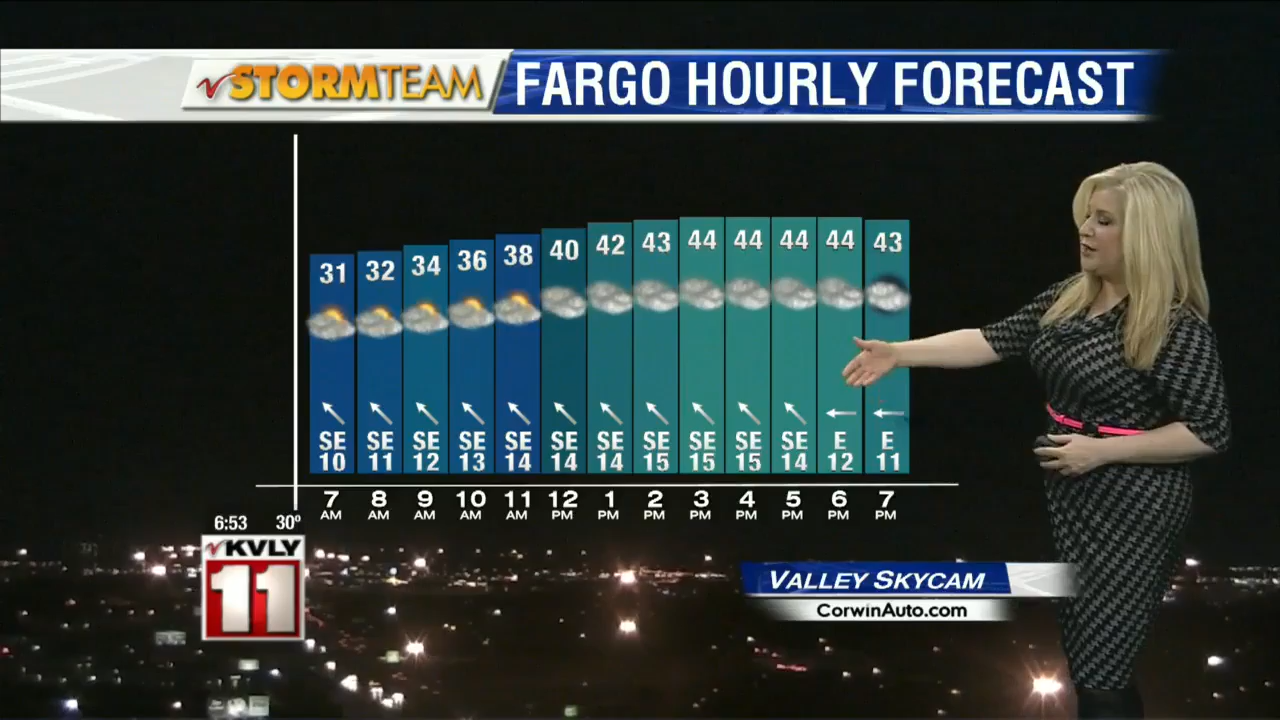 STORMTEAM FARGO HOURLY FORECAST
31 32 34 36 38 40 42 43 44 44 44 44 43
SE SE SE SE SE SE SE SE SE SE SE E E
10 11 12 13 14 14 14 15 15 15 14 12 11
7 8 9 10 11 12 1 2 3 4 5 6 7
AM AM AM AM AM PM PM PM PM PM PM PM PM
6:53 30°
KVLY
11
VALLEY SKYCAM
CorwinAuto.com